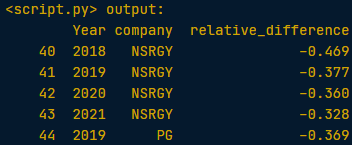 <script.py> output:
Year company relative_difference
40 2018 NSRGY -0.469
41 2019 NSRGY -0.377
42 2020 NSRGY -0.360
43 2021 NSRGY -0.328
44 2019 PG -0.369